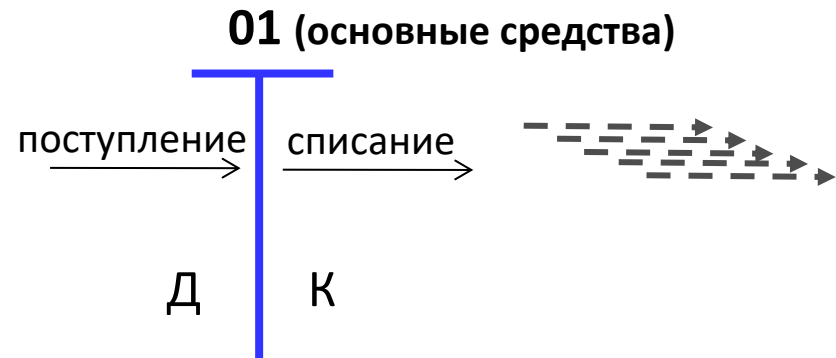 01 (основные средства)
поступление списание
Д К